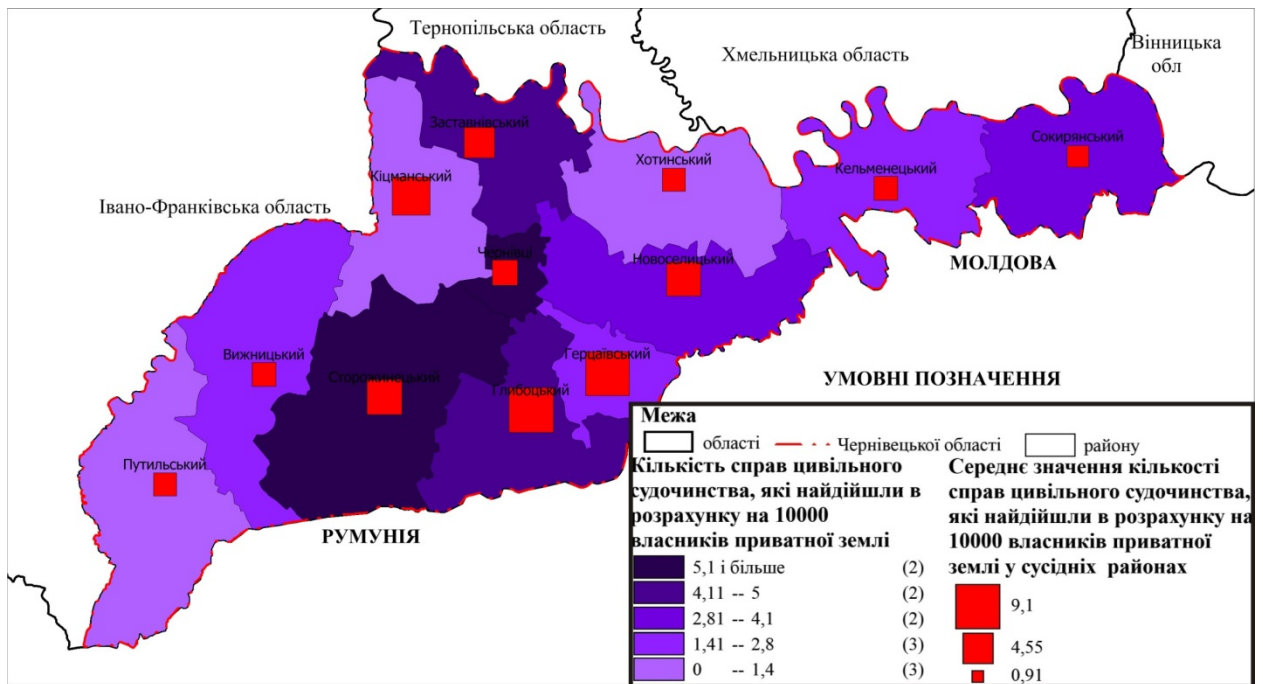 Тернопільська область
Хмельницька область
Вінницька
обл
Заставнівський
Сокирянський
Хотинський
Кельменецький
Кіцманський
Івано-Франківська область
Чернівці
Новоселицький
МОЛДОВА
Вижницький
Герцаївський
Сторожинецький
Глибоцький
УМОВНІ ПОЗНАЧЕННЯ
Путильський
РУМУНІЯ
Межа
області
Чернівецької області
району
Кількість справ цивільного
судочинства, які найдійшли в
розрахунку на 10000
власників приватної землі
5,1 і більше (2)
4,11 -- 5 (2)
2,81 -- 4,1 (2)
1,41 -- 2,8 (3)
0 -- 1,4 (3)
Середнє значення кількості
справ цивільного судочинства,
які найдійшли в розрахунку на
10000 власників приватної
землі у сусідніх районах
9,1
4,55
0,91